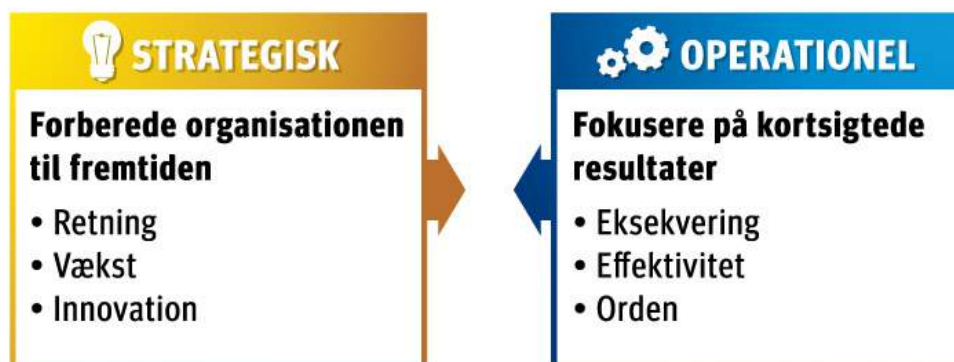 STRATEGISK
Forberede organisationen
til fremtiden
• Retning
• Vækst
• Innovation
OPERATIONEL
Fokusere på kortsigtede
resultater
• Eksekvering
• Effektivitet
• Orden